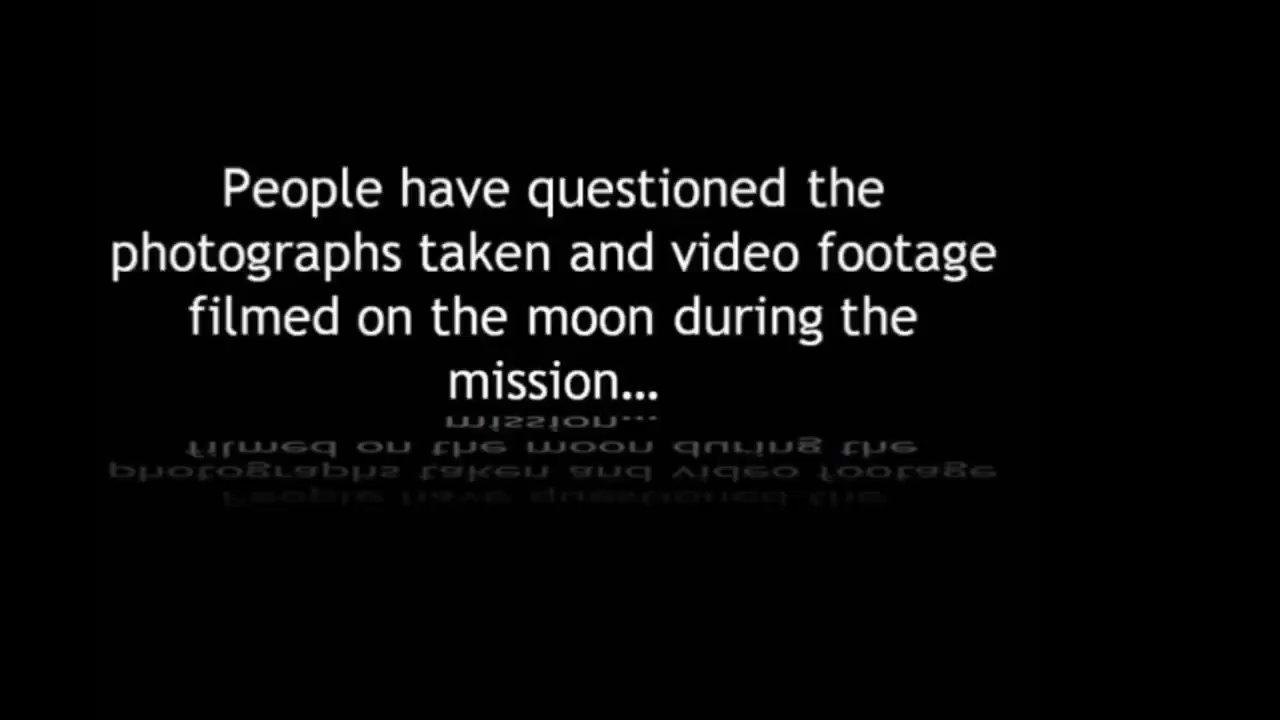 People have questioned the
photographs taken and video footage
filmed on the moon during the
mission...